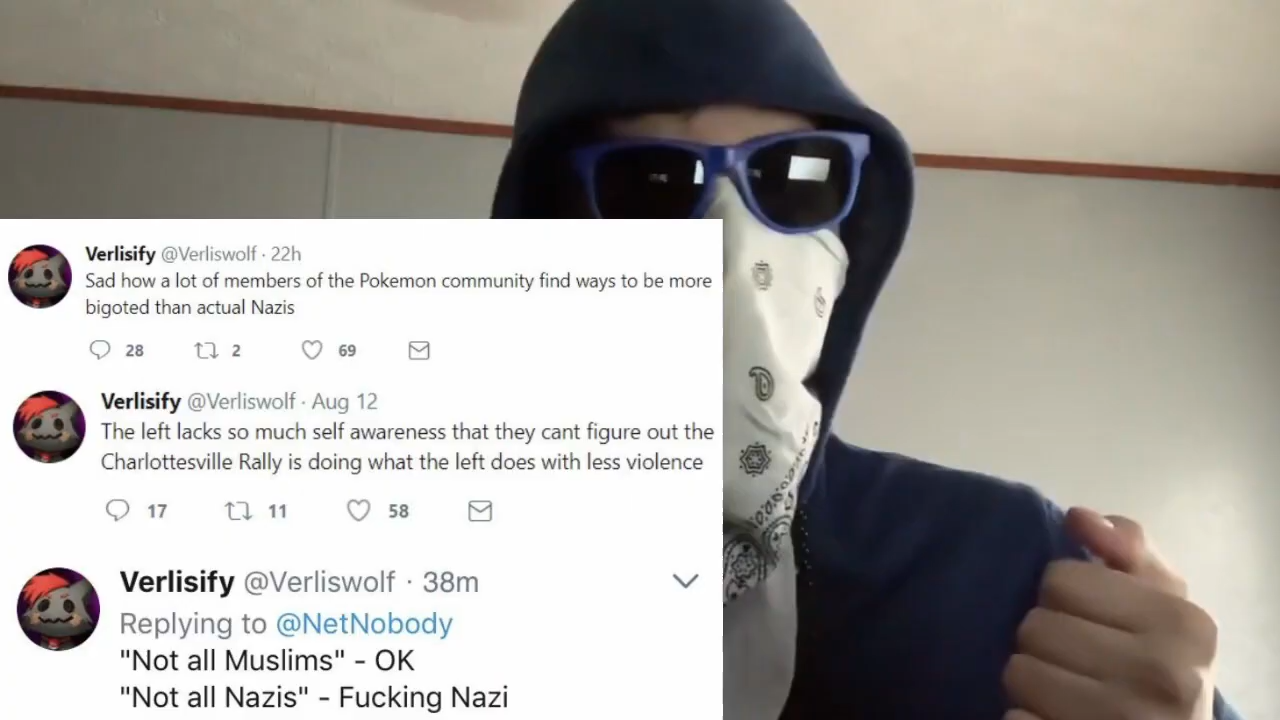 Verlisify @Verliswolf · 22h
Sad how a lot of members of the Pokemon community find ways to be more
bigoted than actual Nazis
28 2 69
Verlisify @Verliswolf · Aug 12
The left lacks so much self awareness that they cant figure out the
Charlottesville Rally is doing what the left does with less violence
17 11 58
Verlisify @Verliswolf · 38m
Replying to @NetNobody
"Not all Muslims" - OK
"Not all Nazis" - Fucking Nazi